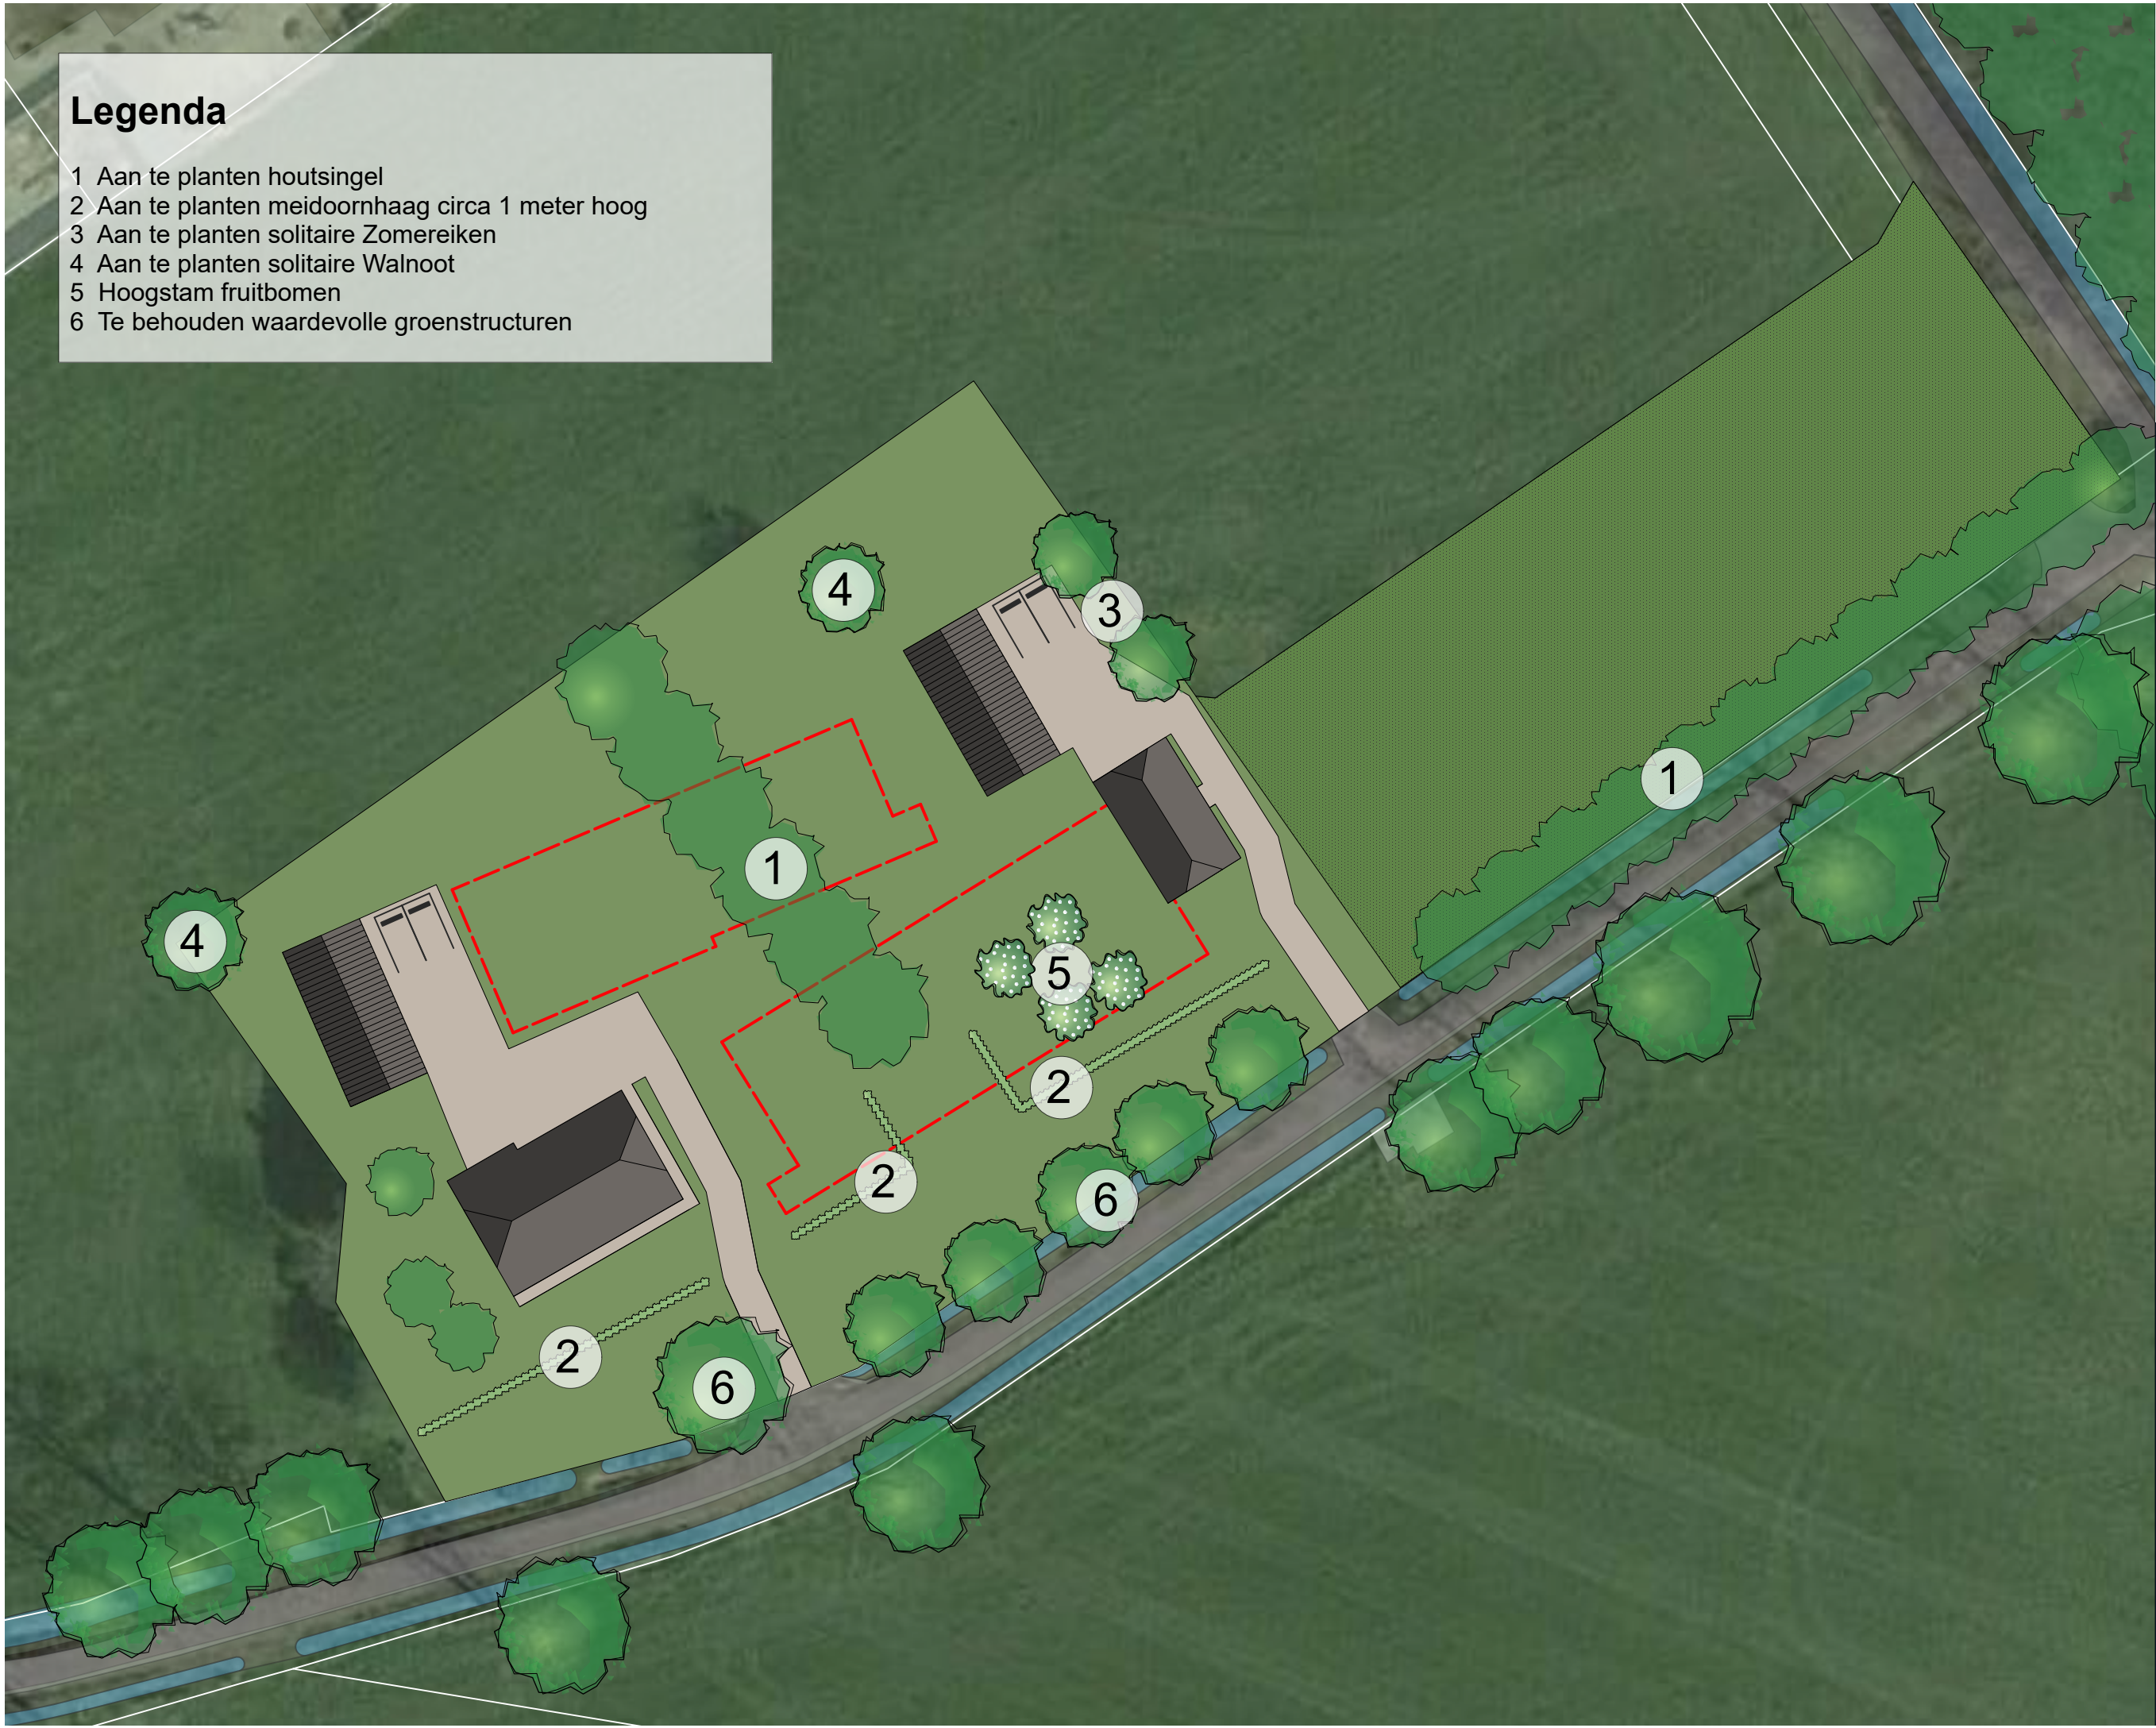 Legenda
1 Aan te planten houtsingel
2 Aan te planten meidoornhaag circa 1 meter hoog
3 Aan te planten solitaire Zomereiken
4 Aan te planten solitaire Walnoot
5 Hoogstam fruitbomen
6 Te behouden waardevolle groenstructuren
4
3
1
1
4
5
2
2
6
2
6